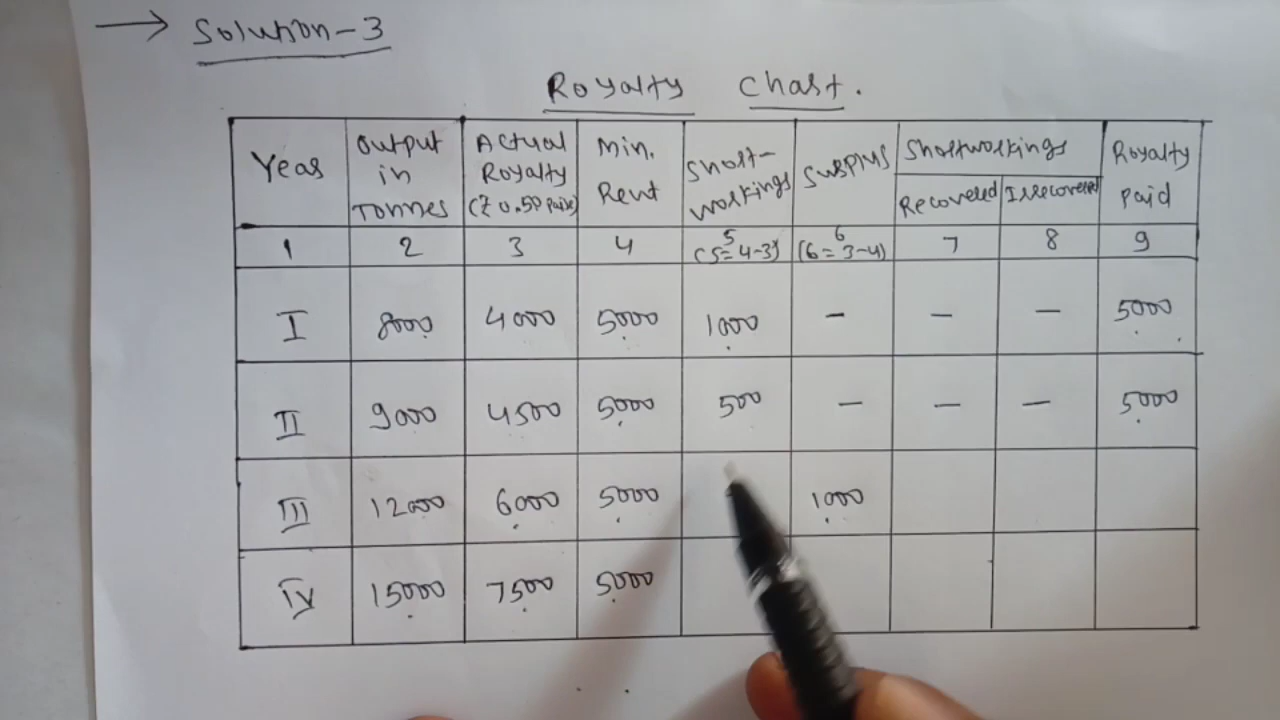 → Solution-3
Royalty Chart.
Year Output in Tonnes Actual Royalty (₹ 0.50 paise) Min. Rent Short-workings Surplus Shortworkings Recovered Irrecovered Royalty Paid
1 2 3 4 5 (5=4-3) 6 (6=3-4) 7 8 9
I 8000 4000 5000 1000 - - - 5000
II 9000 4500 5000 500 - - - 5000
III 12000 6000 5000 1000
IV 15000 7500 5000